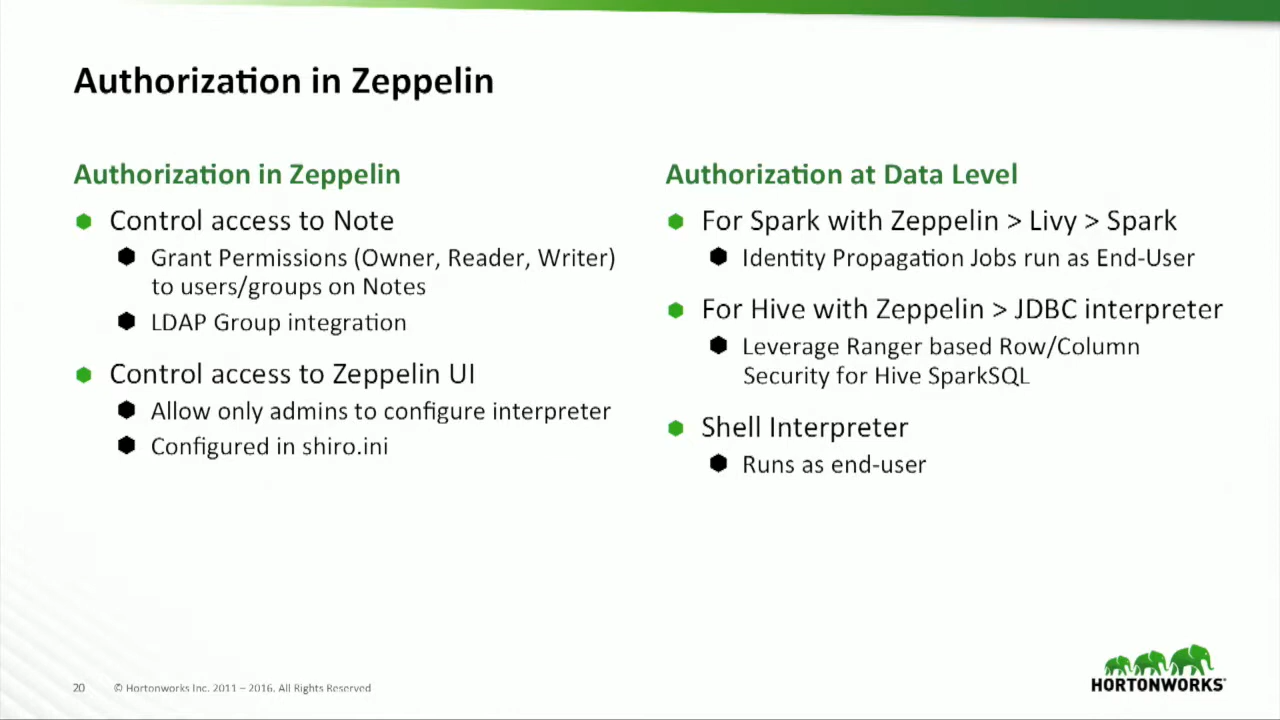 Authorization in Zeppelin
Authorization in Zeppelin
Control access to Note
Grant Permissions (Owner, Reader, Writer)
to users/groups on Notes
LDAP Group integration
Control access to Zeppelin UI
Allow only admins to configure interpreter
Configured in shiro.ini
Authorization at Data Level
For Spark with Zeppelin > Livy > Spark
Identity Propagation Jobs run as End-User
For Hive with Zeppelin > JDBC interpreter
Leverage Ranger based Row/Column
Security for Hive SparkSQL
Shell Interpreter
Runs as end-user
20 © Hortonworks Inc. 2011 – 2016. All Rights Reserved
HORTONWORKS